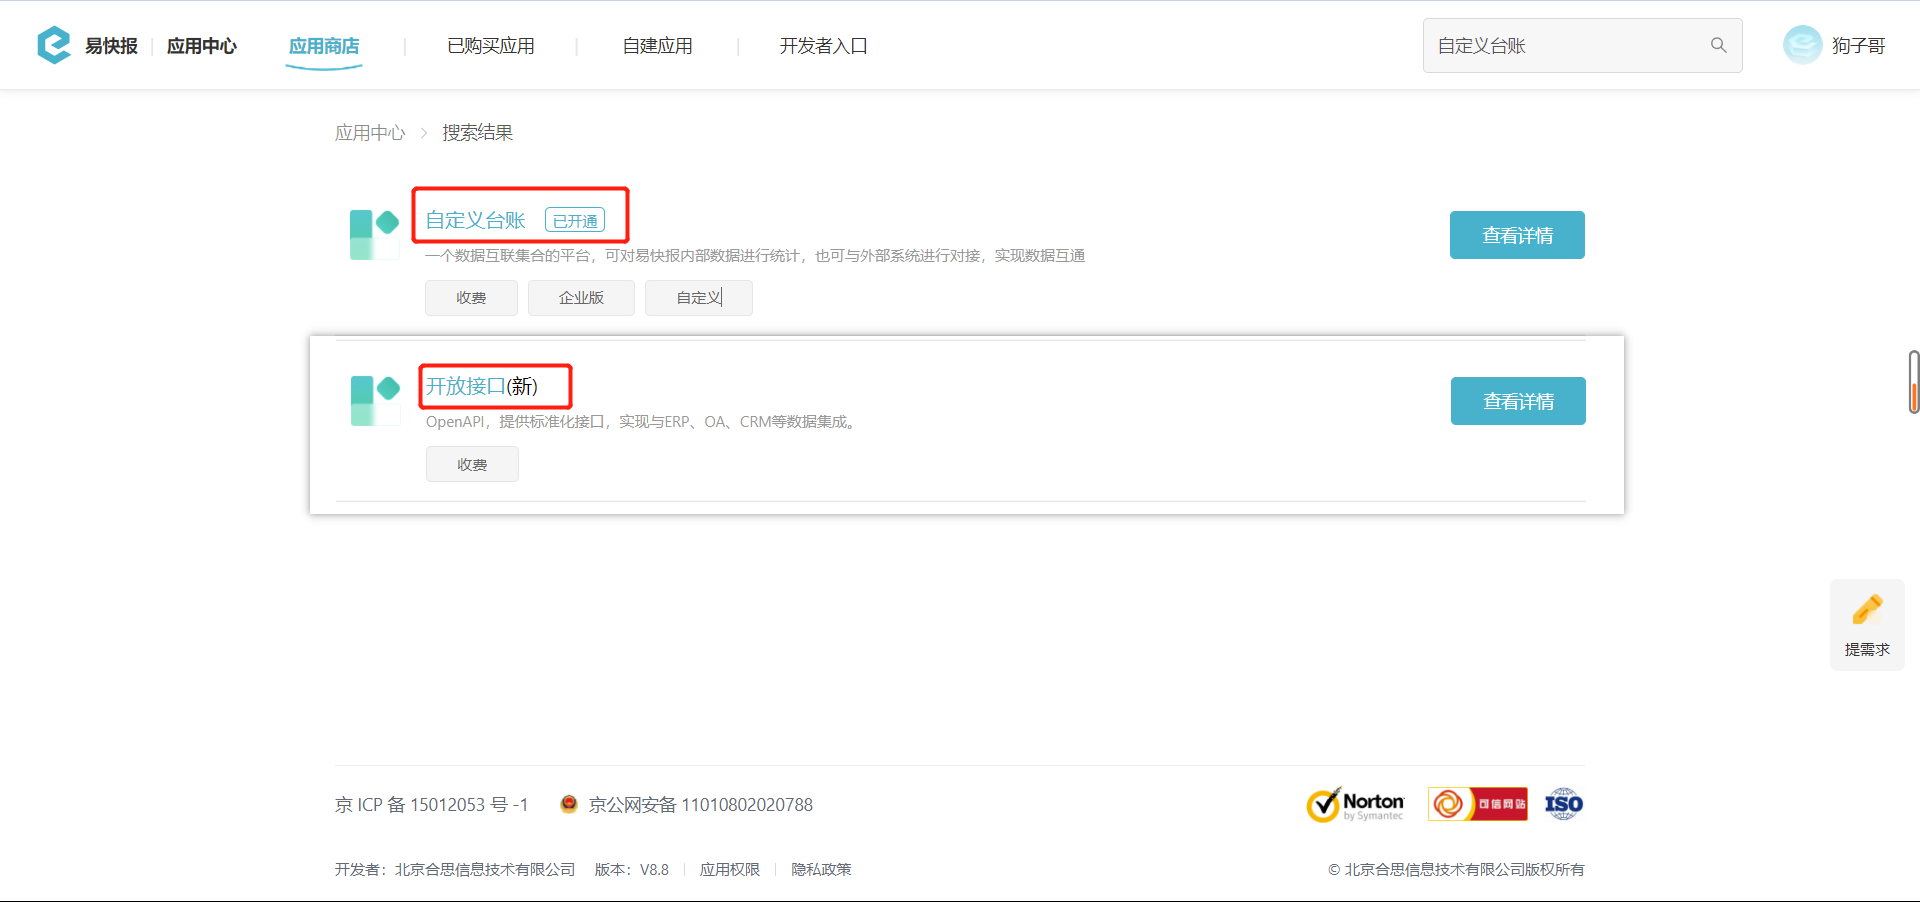 易快报 应用中心 应用商店 已购买应用 自建应用 开发者入口 自定义台账 狗子哥
应用中心 > 搜索结果
自定义台账 已开通
查看详情
一个数据互联集合的平台，可对易快报内部数据进行统计，也可与外部系统进行对接，实现数据互通
收费 企业版 自定义
开放接口(新)
查看详情
OpenAPI，提供标准化接口，实现与ERP、OA、CRM等数据集成。
收费
提需求
京 ICP 备 15012053 号 -1 京公网安备 11010802020788
Norton
by Symantec
可信网站
ISO
开发者：北京合思信息技术有限公司 版本：V8.8 应用权限 隐私政策
© 北京合思信息技术有限公司版权所有